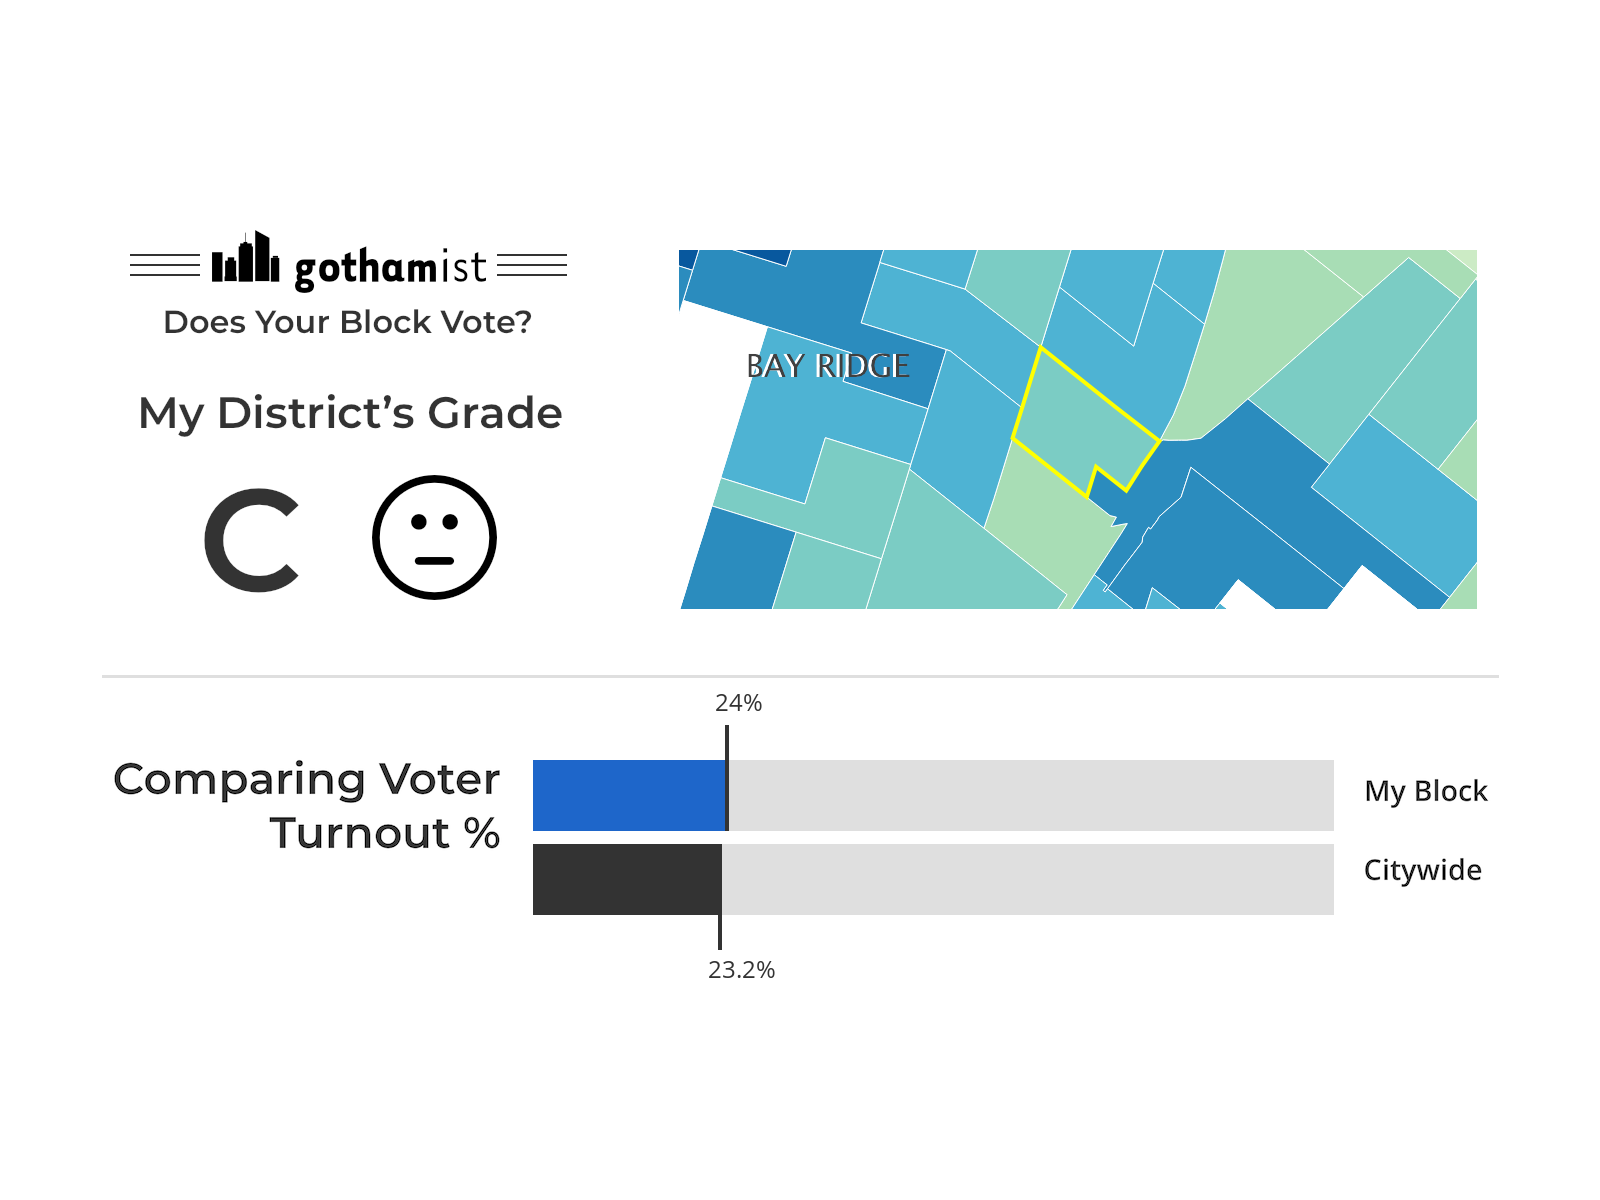 gothamist
Does Your Block Vote?
My District’s Grade
C
BAY RIDGE
24%
Comparing Voter
Turnout %
My Block
Citywide
23.2%